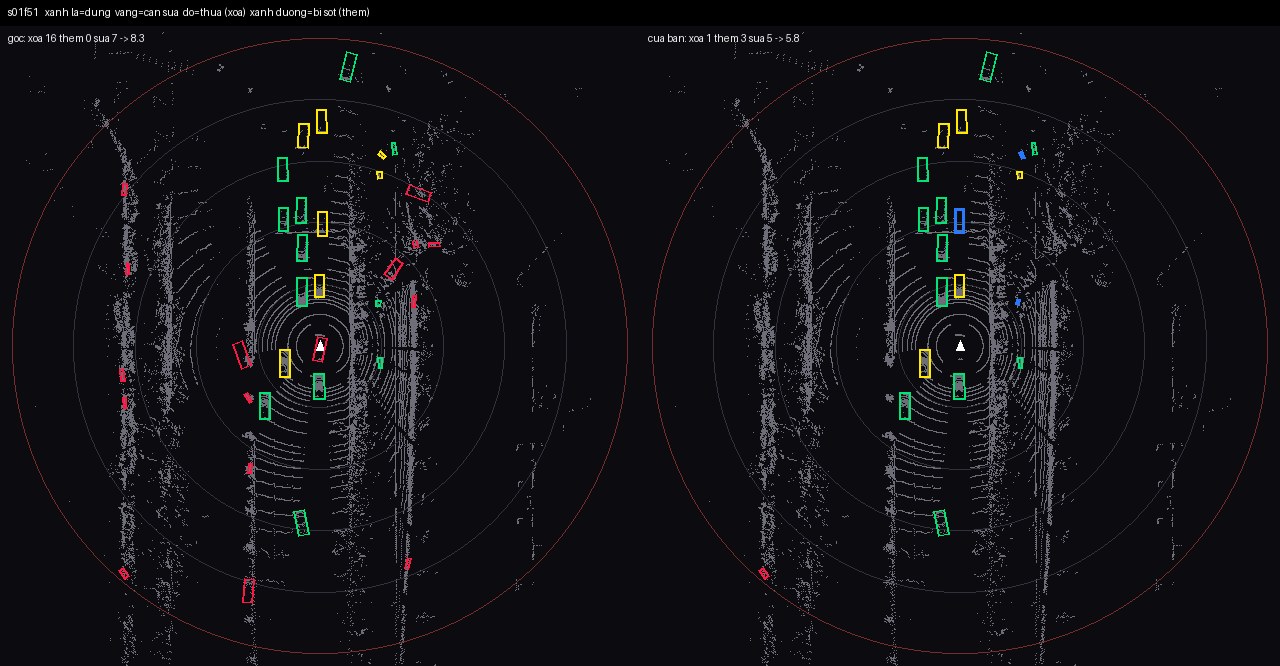 s01f51 xanh la=dung vang=can sua do=thua (xoa) xanh duong=bi sot (them)
goc: xoa 16 them 0 sua 7 -> 8.3
cua ban: xoa 1 them 3 sua 5 -> 5.8